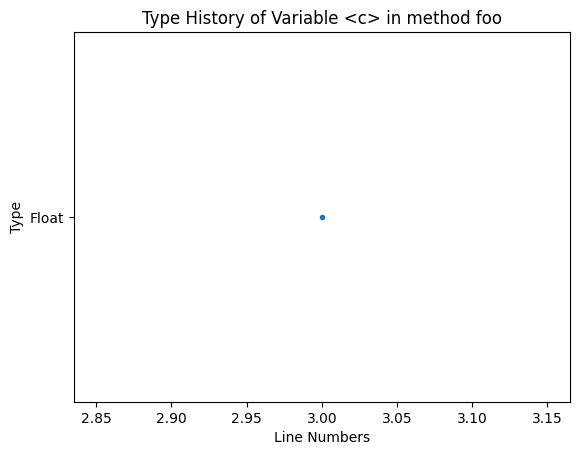 Type History of Variable <c> in method foo
Type
Float
2.85 2.90 2.95 3.00 3.05 3.10 3.15
Line Numbers